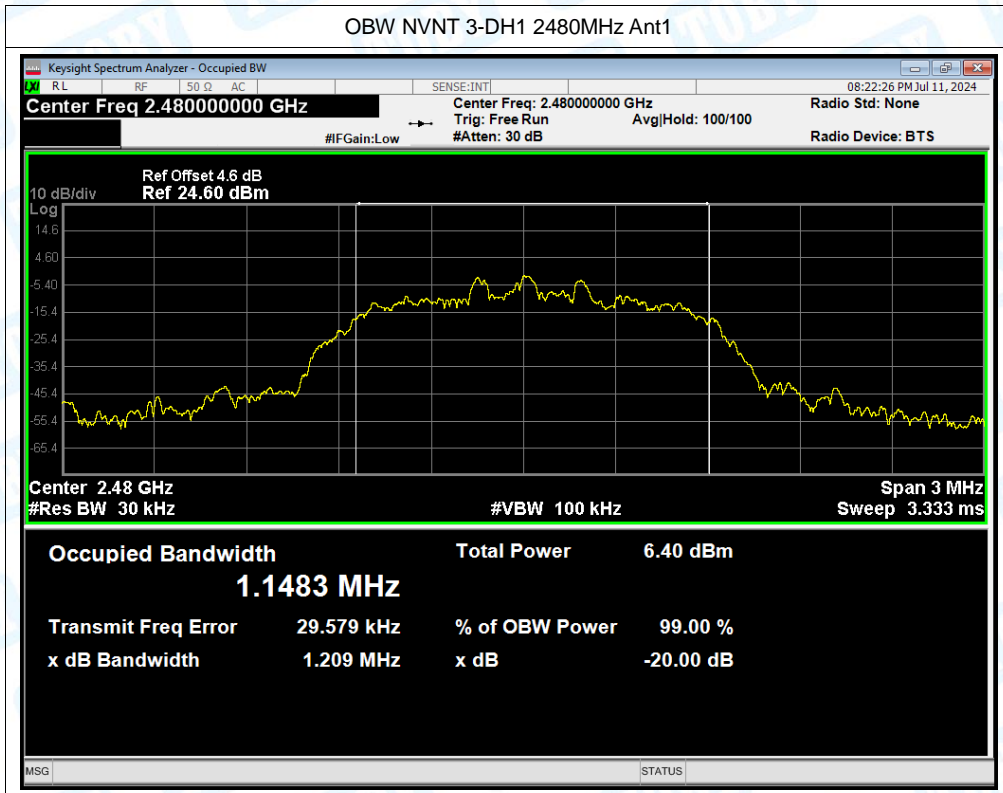 OBW NVNT 3-DH1 2480MHz Ant1
Keysight Spectrum Analyzer - Occupied BW
LXI RL RF 50 Ω AC SENSE:INT 08:22:26 PM Jul 11, 2024
Center Freq 2.480000000 GHz Center Freq: 2.480000000 GHz Radio Std: None
Trig: Free Run Avg|Hold: 100/100
#IFGain:Low #Atten: 30 dB Radio Device: BTS
Ref Offset 4.6 dB
10 dB/div Ref 24.60 dBm
Log
14.6
4.60
-5.40
-15.4
-25.4
-35.4
-45.4
-55.4
-65.4
Center 2.48 GHz Span 3 MHz
#Res BW 30 kHz #VBW 100 kHz Sweep 3.333 ms
Occupied Bandwidth Total Power 6.40 dBm
1.1483 MHz
Transmit Freq Error 29.579 kHz % of OBW Power 99.00 %
x dB Bandwidth 1.209 MHz x dB -20.00 dB
MSG STATUS